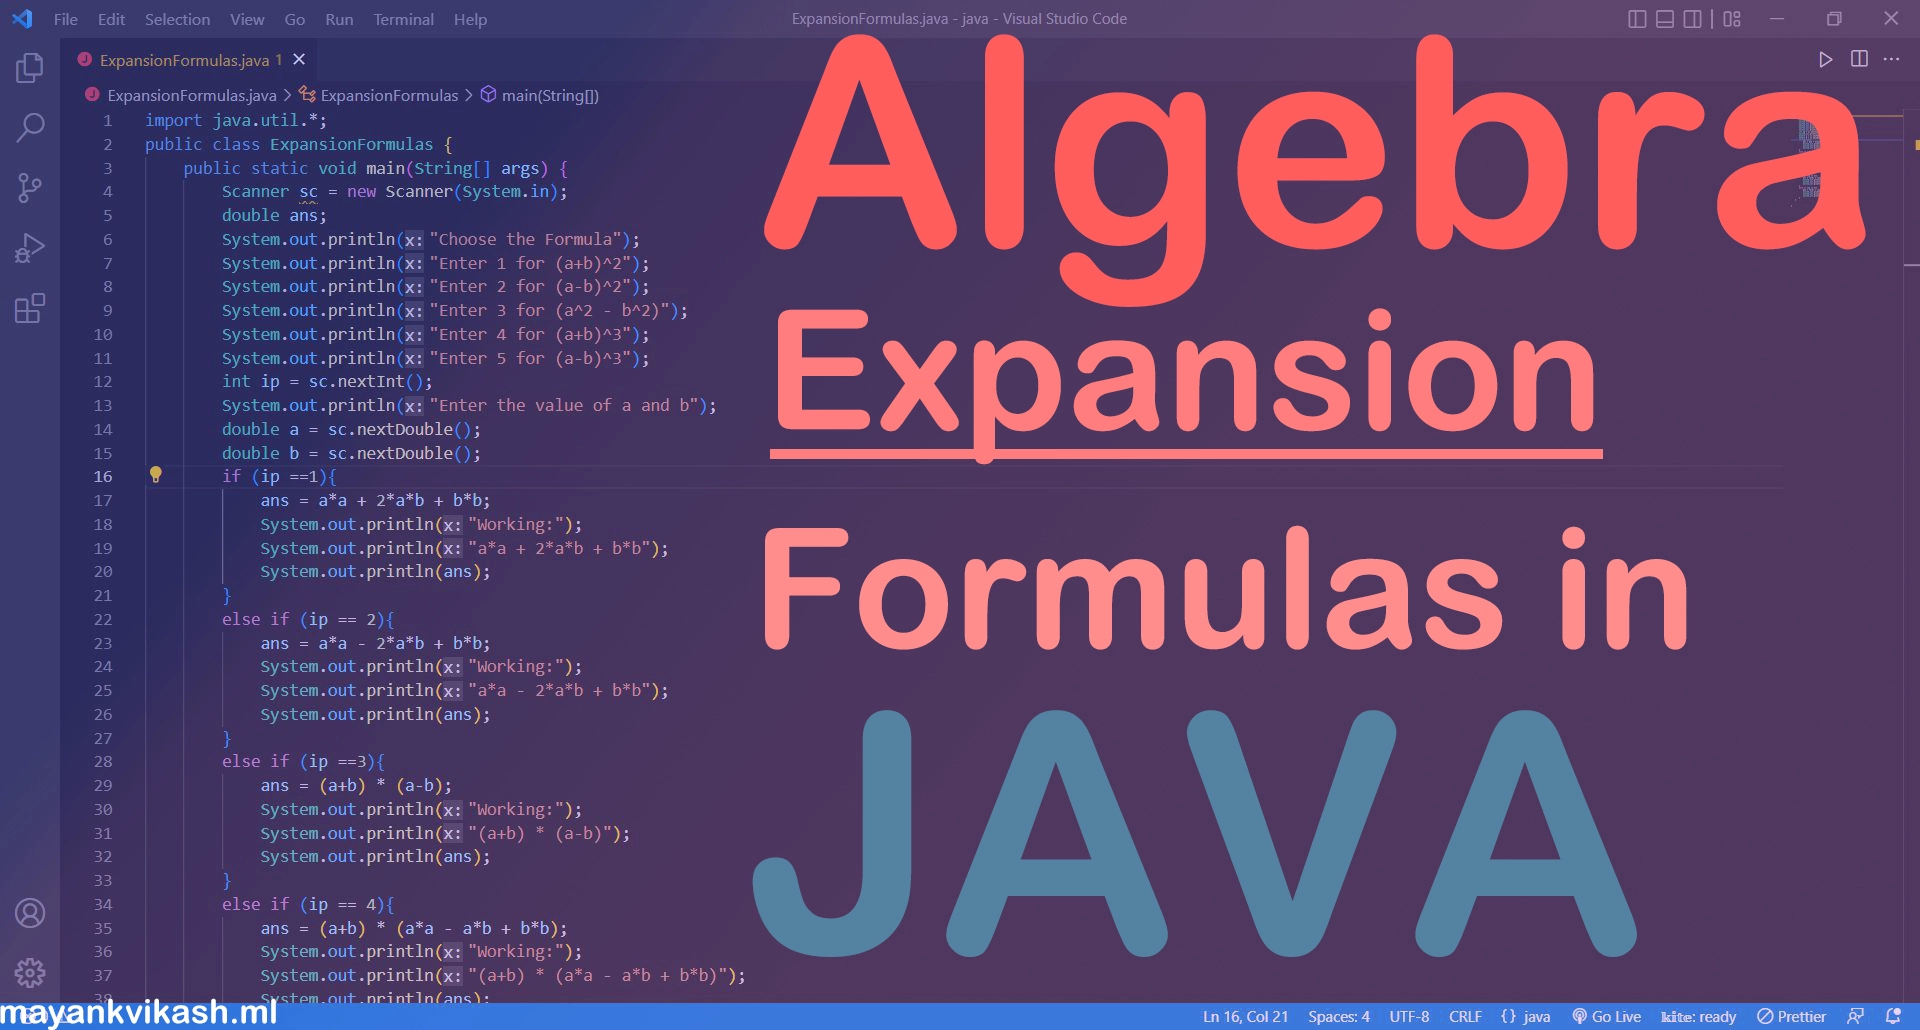 File Edit Selection View Go Run Terminal Help
ExpansionFormulas.java - java - Visual Studio Code
ExpansionFormulas.java 1
ExpansionFormulas.java > ExpansionFormulas > main(String[])
1 import java.util.*;
2 public class ExpansionFormulas {
3 public static void main(String[] args) {
4 Scanner sc = new Scanner(System.in);
5 double ans;
6 System.out.println(x: "Choose the Formula");
7 System.out.println(x: "Enter 1 for (a+b)^2");
8 System.out.println(x: "Enter 2 for (a-b)^2");
9 System.out.println(x: "Enter 3 for (a^2 - b^2)");
10 System.out.println(x: "Enter 4 for (a+b)^3");
11 System.out.println(x: "Enter 5 for (a-b)^3");
12 int ip = sc.nextInt();
13 System.out.println(x: "Enter the value of a and b");
14 double a = sc.nextDouble();
15 double b = sc.nextDouble();
16 if (ip ==1){
17 ans = a*a + 2*a*b + b*b;
18 System.out.println(x: "Working:");
19 System.out.println(x: "a*a + 2*a*b + b*b");
20 System.out.println(ans);
21 }
22 else if (ip == 2){
23 ans = a*a - 2*a*b + b*b;
24 System.out.println(x: "Working:");
25 System.out.println(x: "a*a - 2*a*b + b*b");
26 System.out.println(ans);
27 }
28 else if (ip ==3){
29 ans = (a+b) * (a-b);
30 System.out.println(x: "Working:");
31 System.out.println(x: "(a+b) * (a-b)");
32 System.out.println(ans);
33 }
34 else if (ip == 4){
35 ans = (a+b) * (a*a - a*b + b*b);
36 System.out.println(x: "Working:");
37 System.out.println(x: "(a+b) * (a*a - a*b + b*b)");
38 System.out.println(ans);
Algebra
Expansion
Formulas in
JAVA
mayankvikash.ml
Ln 16, Col 21 Spaces: 4 UTF-8 CRLF {} java Go Live kite: ready Prettier